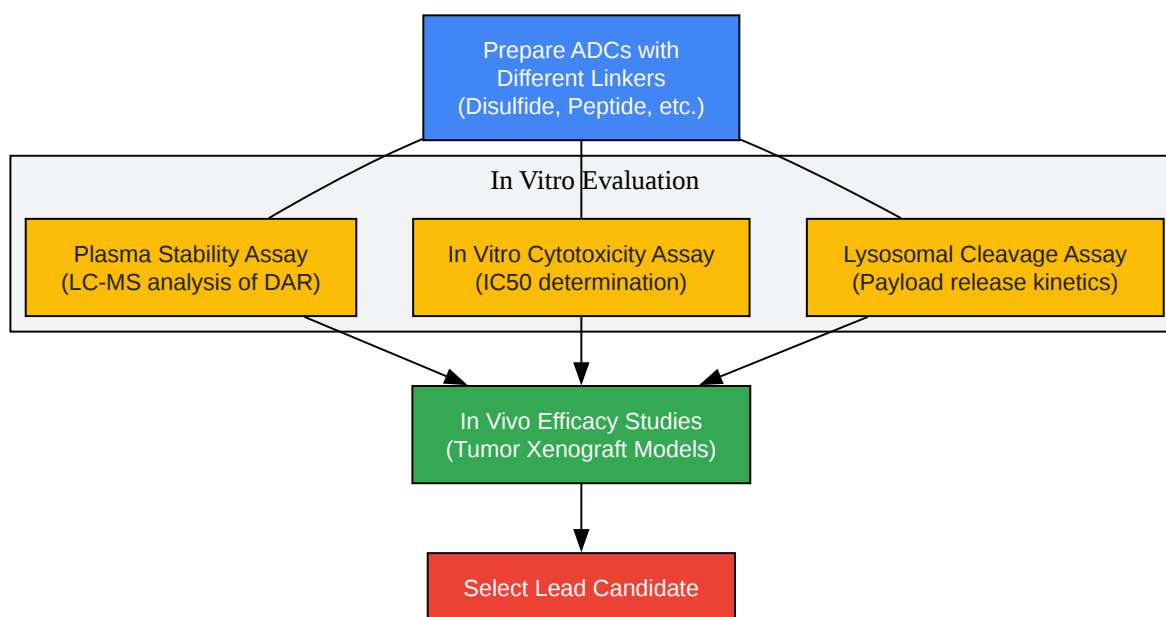 Prepare ADCs with
Different Linkers
(Disulfide, Peptide, etc.)
In Vitro Evaluation
Plasma Stability Assay
(LC-MS analysis of DAR)
In Vitro Cytotoxicity Assay
(IC50 determination)
Lysosomal Cleavage Assay
(Payload release kinetics)
In Vivo Efficacy Studies
(Tumor Xenograft Models)
Select Lead Candidate